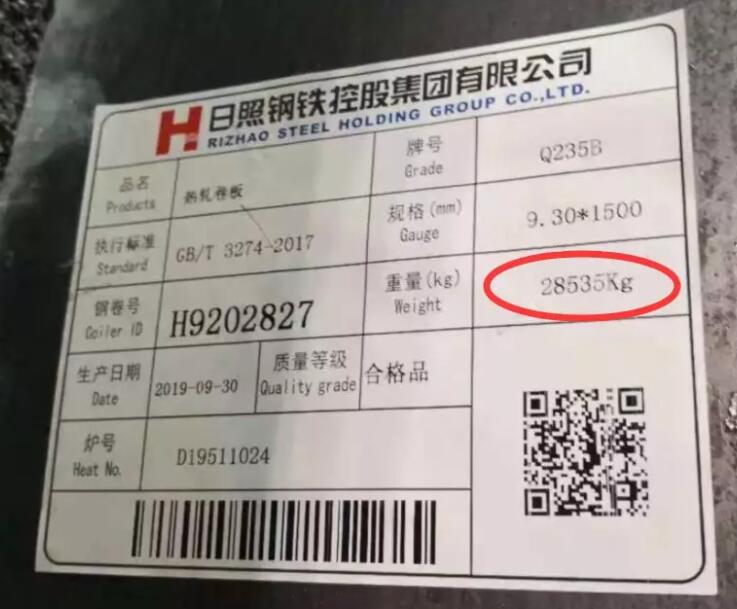 日照钢铁控股集团有限公司
RIZHAO STEEL HOLDING GROUP CO.,LTD.
品名 Products
热轧卷板
牌号 Grade
Q235B
执行标准 Standard
GB/T 3274-2017
规格(mm) Gauge
9.30*1500
钢卷号 Coiler ID
H9202827
重量(kg) Weight
28535Kg
生产日期 Date
2019-09-30
质量等级 Quality grade
合格品
炉号 Heat No.
D19511024